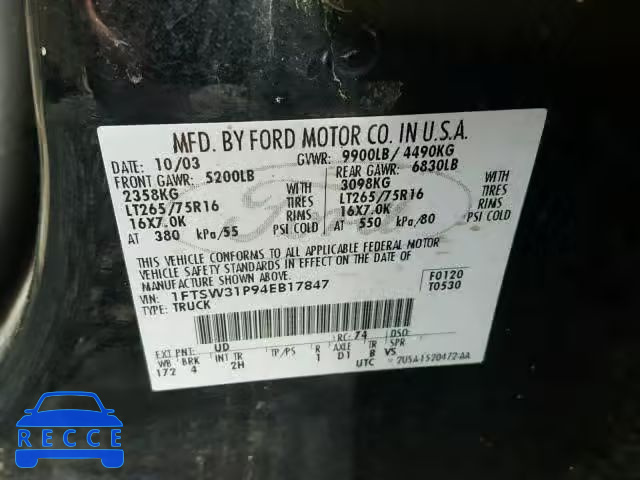 MFD. BY FORD MOTOR CO. IN U.S.A.
DATE: 10/03 GVWR: 9900LB/ 4490KG
FRONT GAWR: 5200LB REAR GAWR: 6830LB
2358KG WITH 3098KG WITH
LT265/75R16 TIRES LT265/75R16 TIRES
16X7.0K RIMS 16X7.0K RIMS
AT 380 kPa/55 PSI COLD AT 550 kPa/80 PSI COLD
Ford
THIS VEHICLE CONFORMS TO ALL APPLICABLE FEDERAL MOTOR
VEHICLE SAFETY STANDARDS IN EFFECT ON THE DATE OF
MANUFACTURE SHOWN ABOVE.
VIN: 1FTSW31P94EB17847 F0120
TYPE: TRUCK T0530
EXT PNT: UD RC: 74 DSO:
WB BRK INT TR TP/PS R AXLE TR SPR
172 4 2H 1 D1 B VS
UTC 2U5A-1520472-AA
RECCE